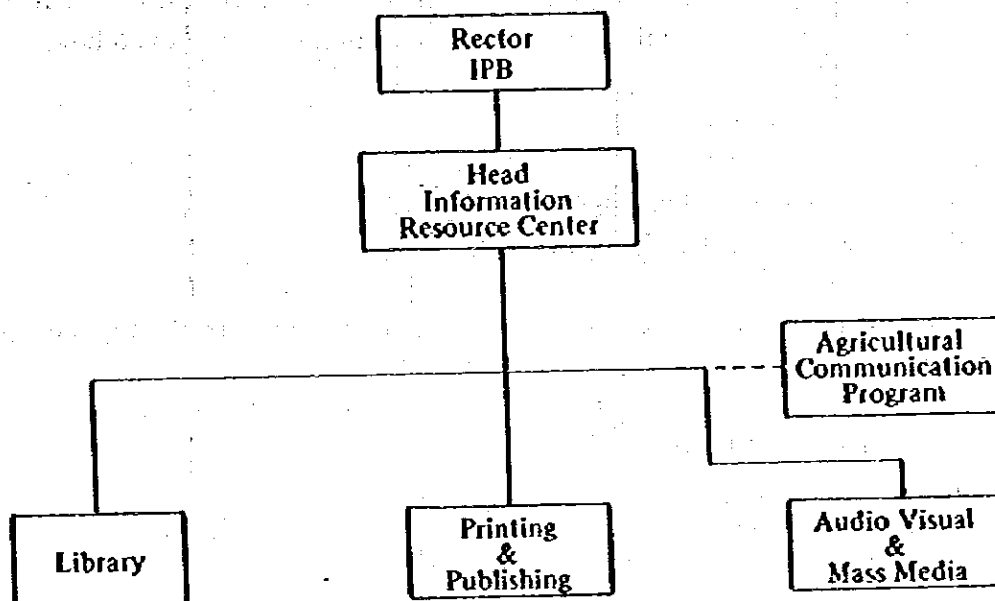 Rector
IPB
Head
Information
Resource Center
Agricultural
Communication
Program
Library
Printing
&
Publishing
Audio Visual
&
Mass Media